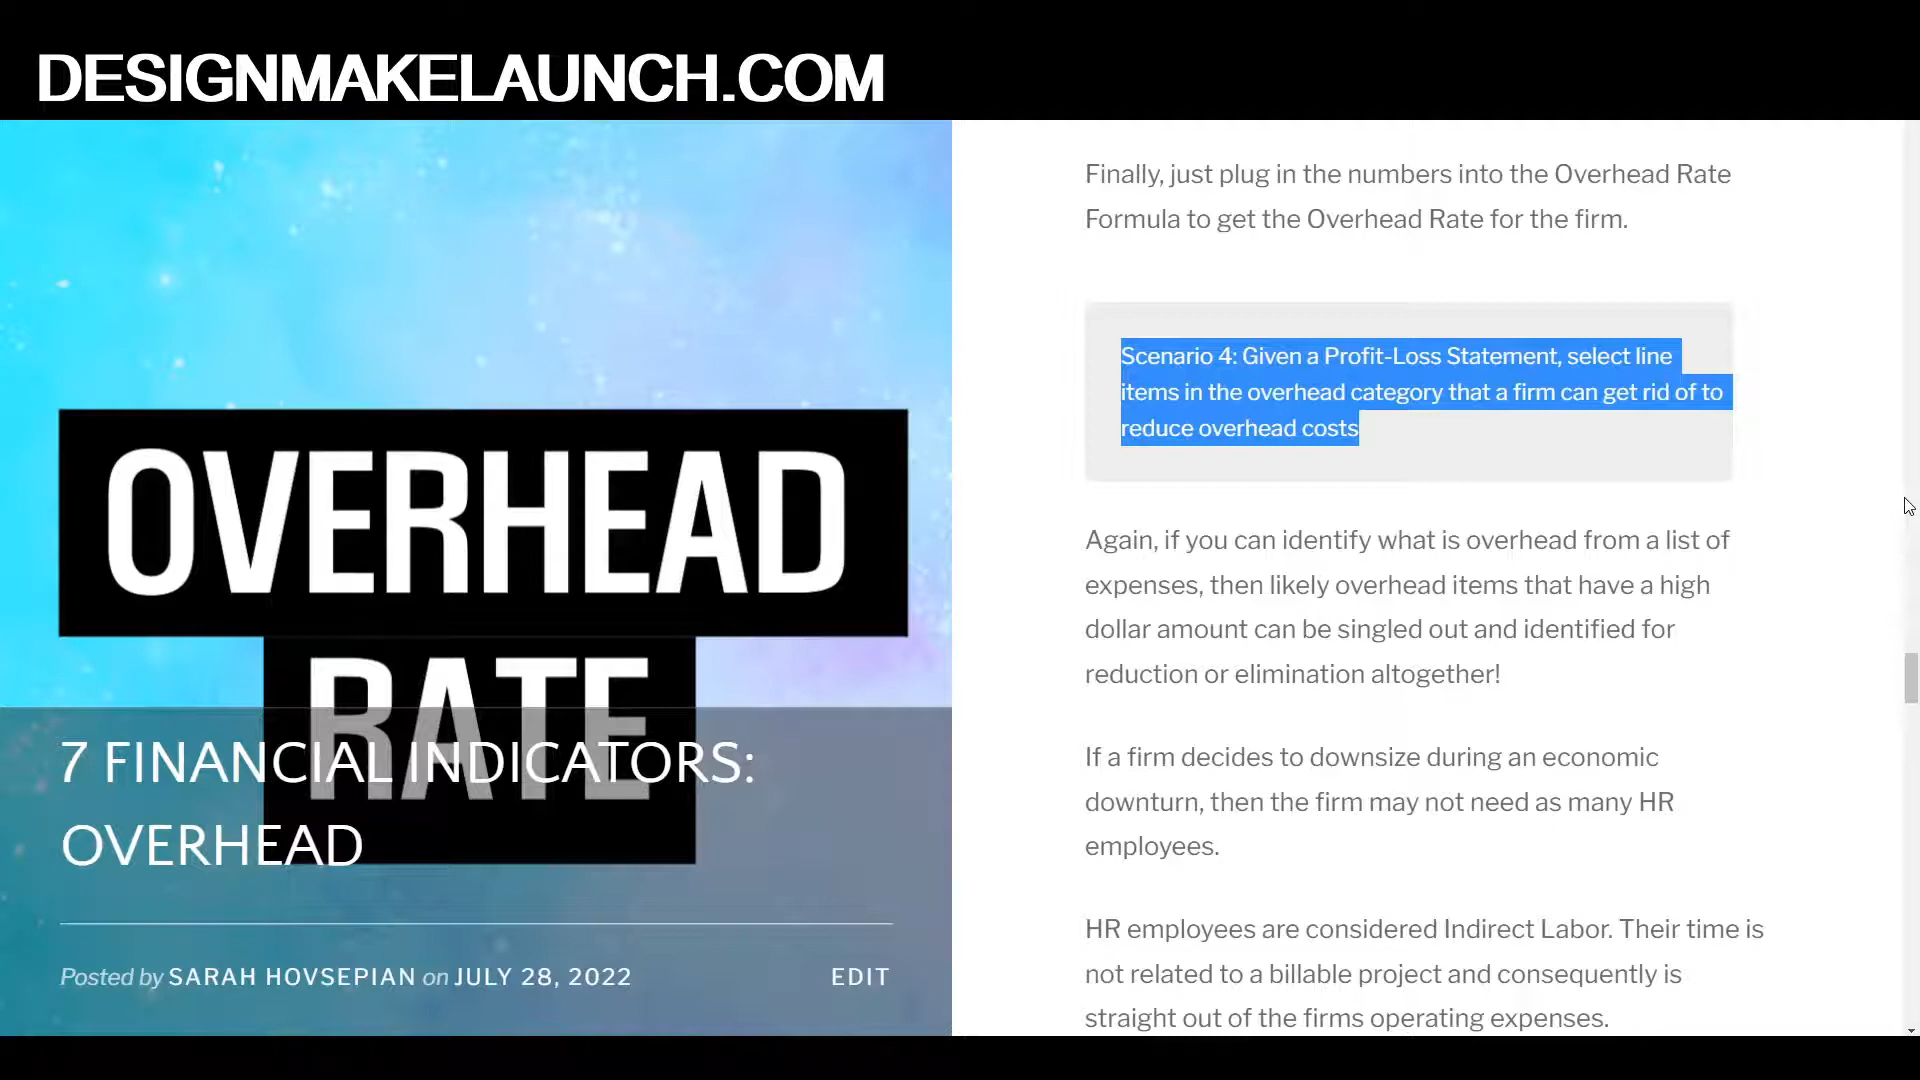 DESIGNMAKELAUNCH.COM
OVERHEAD
RATE
7 FINANCIAL INDICATORS:
OVERHEAD
Posted by SARAH HOVSEPIAN on JULY 28, 2022
EDIT
Finally, just plug in the numbers into the Overhead Rate
Formula to get the Overhead Rate for the firm.
Scenario 4: Given a Profit-Loss Statement, select line
items in the overhead category that a firm can get rid of to
reduce overhead costs
Again, if you can identify what is overhead from a list of
expenses, then likely overhead items that have a high
dollar amount can be singled out and identified for
reduction or elimination altogether!
If a firm decides to downsize during an economic
downturn, then the firm may not need as many HR
employees.
HR employees are considered Indirect Labor. Their time is
not related to a billable project and consequently is
straight out of the firms operating expenses.